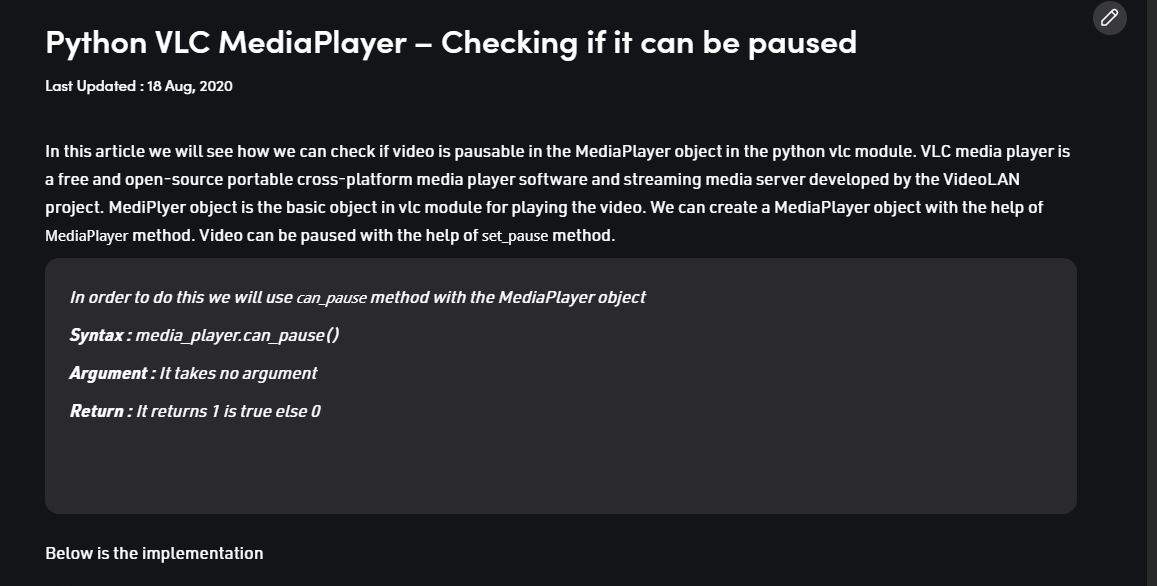 Python VLC MediaPlayer – Checking if it can be paused
Last Updated : 18 Aug, 2020
In this article we will see how we can check if video is pausable in the MediaPlayer object in the python vlc module. VLC media player is
a free and open-source portable cross-platform media player software and streaming media server developed by the VideoLAN
project. MediPlyer object is the basic object in vlc module for playing the video. We can create a MediaPlayer object with the help of
MediaPlayer method. Video can be paused with the help of set_pause method.
In order to do this we will use can_pause method with the MediaPlayer object
Syntax : media_player.can_pause()
Argument : It takes no argument
Return : It returns 1 is true else 0
Below is the implementation